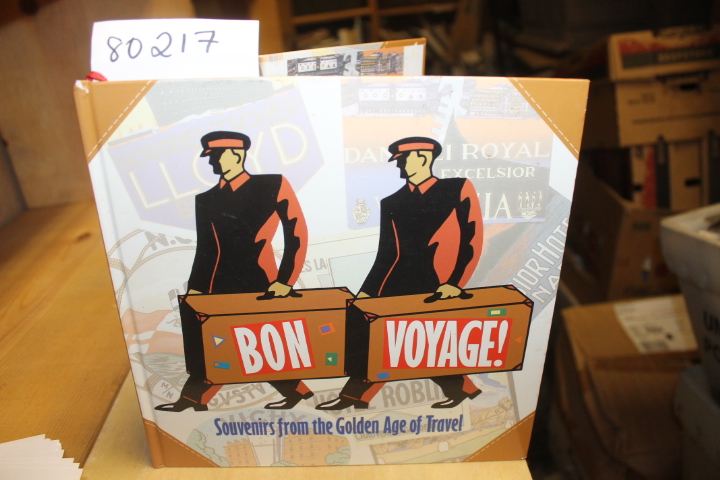 80217
LLOYD
DANIELI ROYAL
EXCELSIOR
BON VOYAGE!
Souvenirs from the Golden Age of Travel